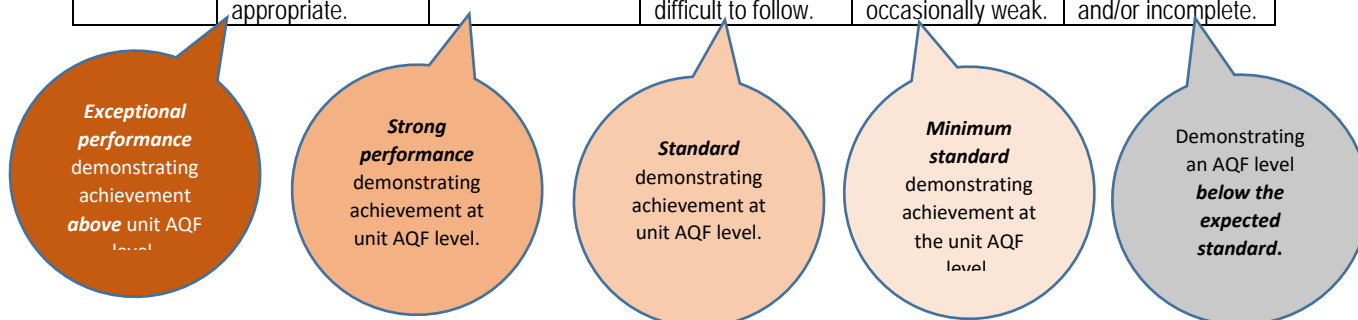 appropriate.
difficult to follow.
occasionally weak.
and/or incomplete.
Exceptional
performance
demonstrating
achievement
above unit AQF
level.
Strong
performance
demonstrating
achievement at
unit AQF level.
Standard
demonstrating
achievement at
unit AQF level.
Minimum
standard
demonstrating
achievement at
the unit AQF
level
Demonstrating
an AQF level
below the
expected
standard.